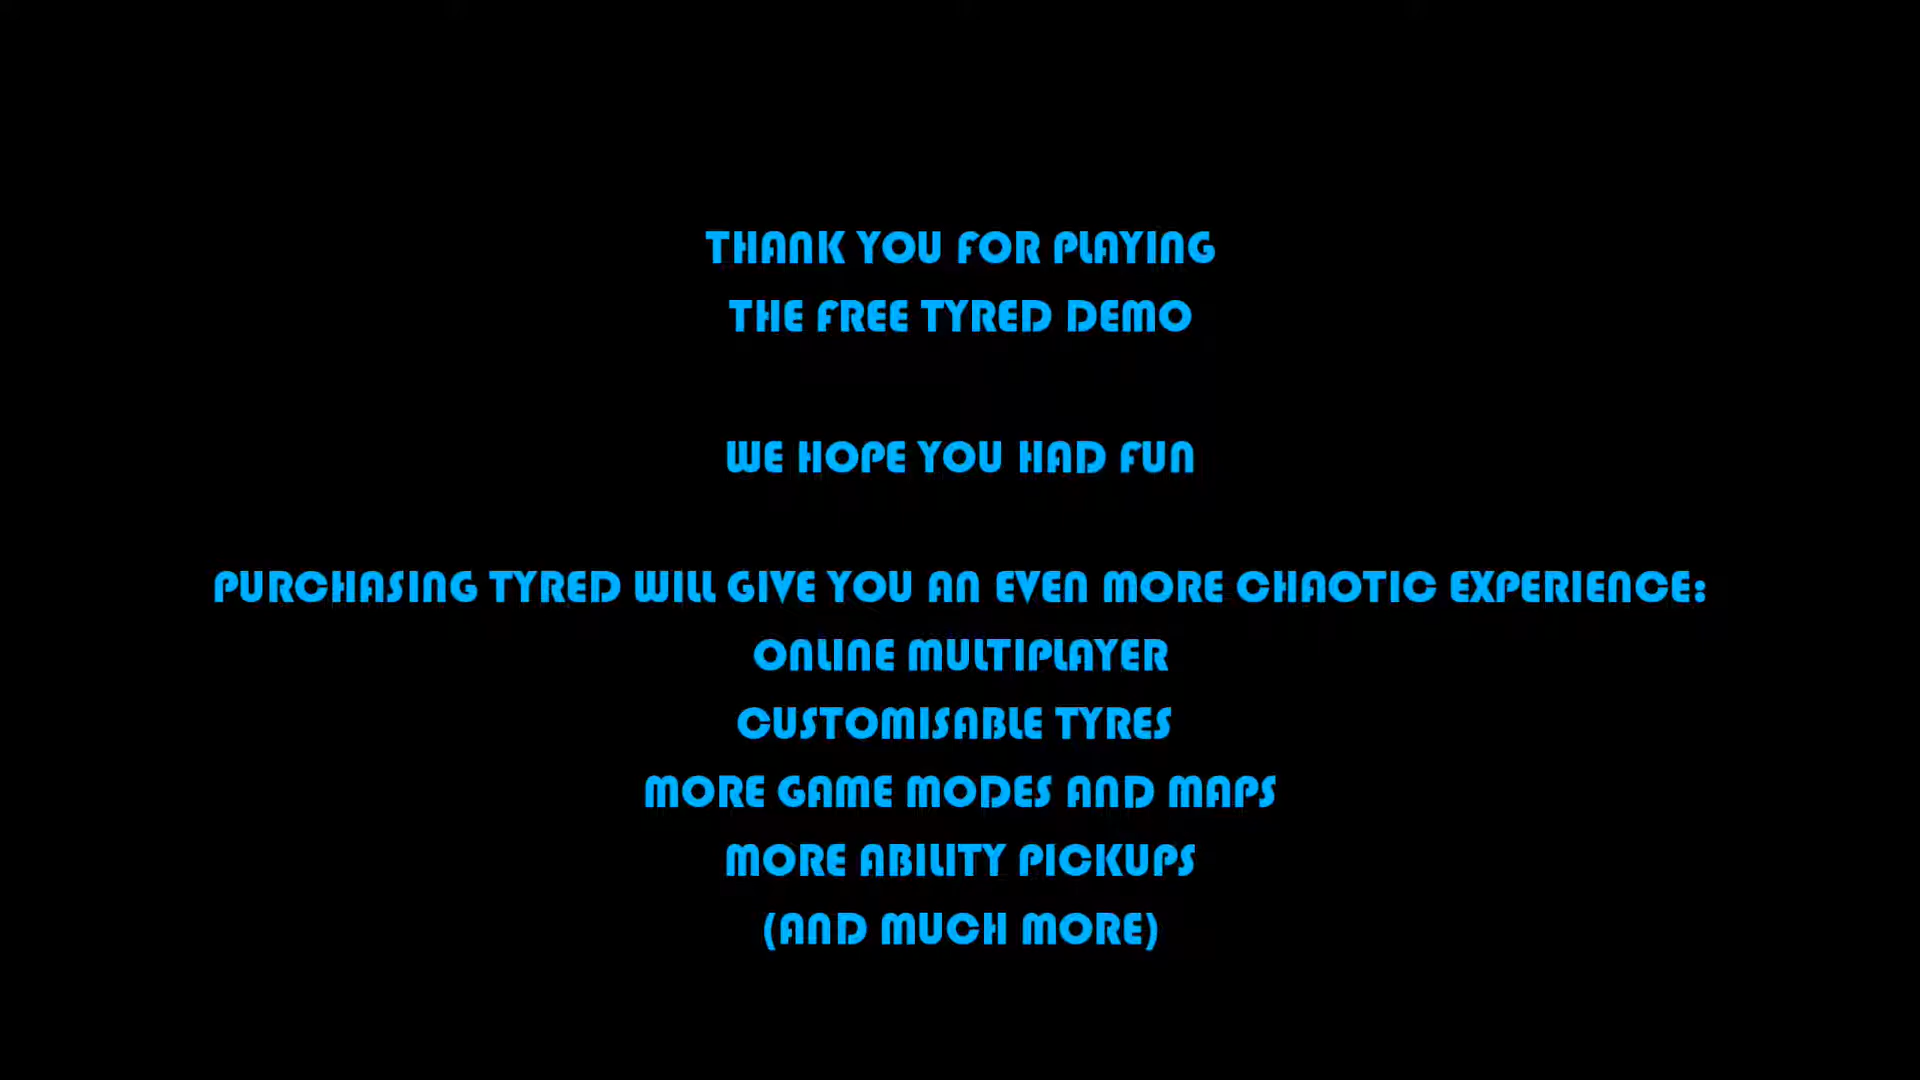 THANK YOU FOR PLAYING
THE FREE TYRED DEMO
WE HOPE YOU HAD FUN
PURCHASING TYRED WILL GIVE YOU AN EVEN MORE CHAOTIC EXPERIENCE:
ONLINE MULTIPLAYER
CUSTOMISABLE TYRES
MORE GAME MODES AND MAPS
MORE ABILITY PICKUPS
(AND MUCH MORE)